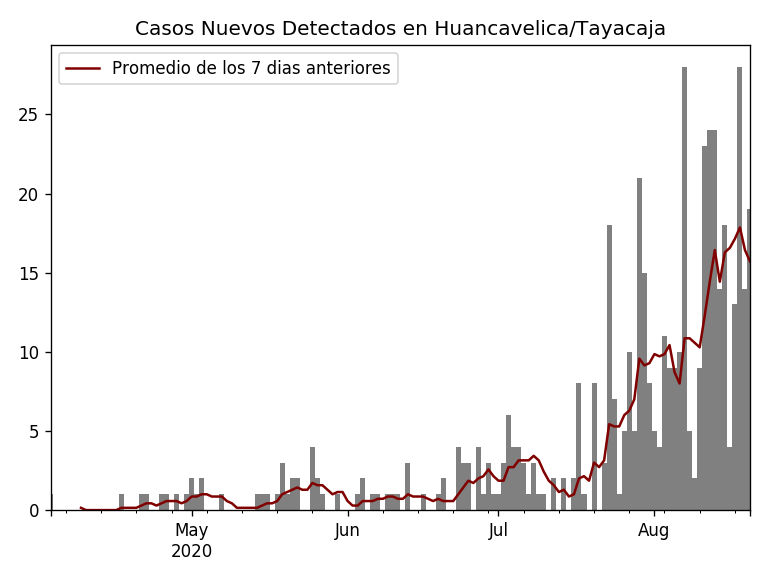 Casos Nuevos Detectados en Huancavelica/Tayacaja
Promedio de los 7 dias anteriores
25
20
15
10
5
0
May
2020
Jun
Jul
Aug